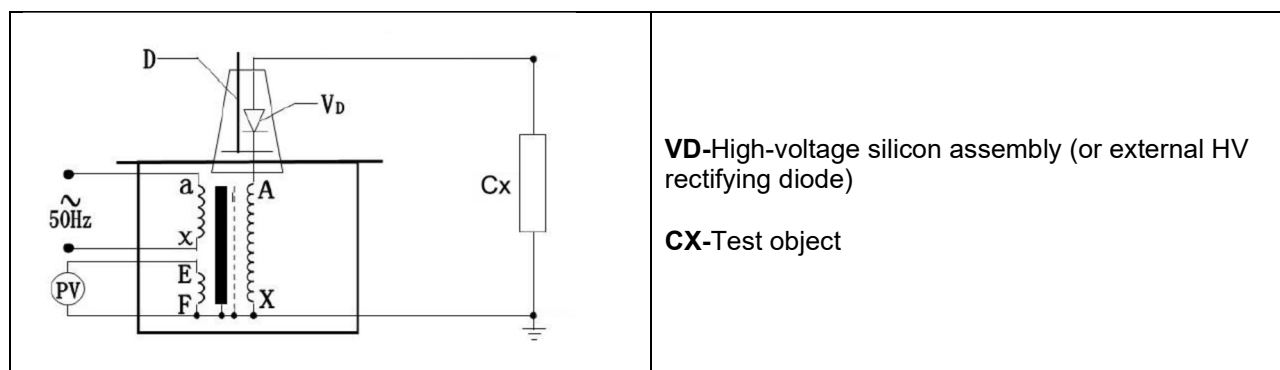 D
VD
a
A
~
50Hz
x
E
PV
F
X
Cx
VD-High-voltage silicon assembly (or external HV
rectifying diode)
CX-Test object